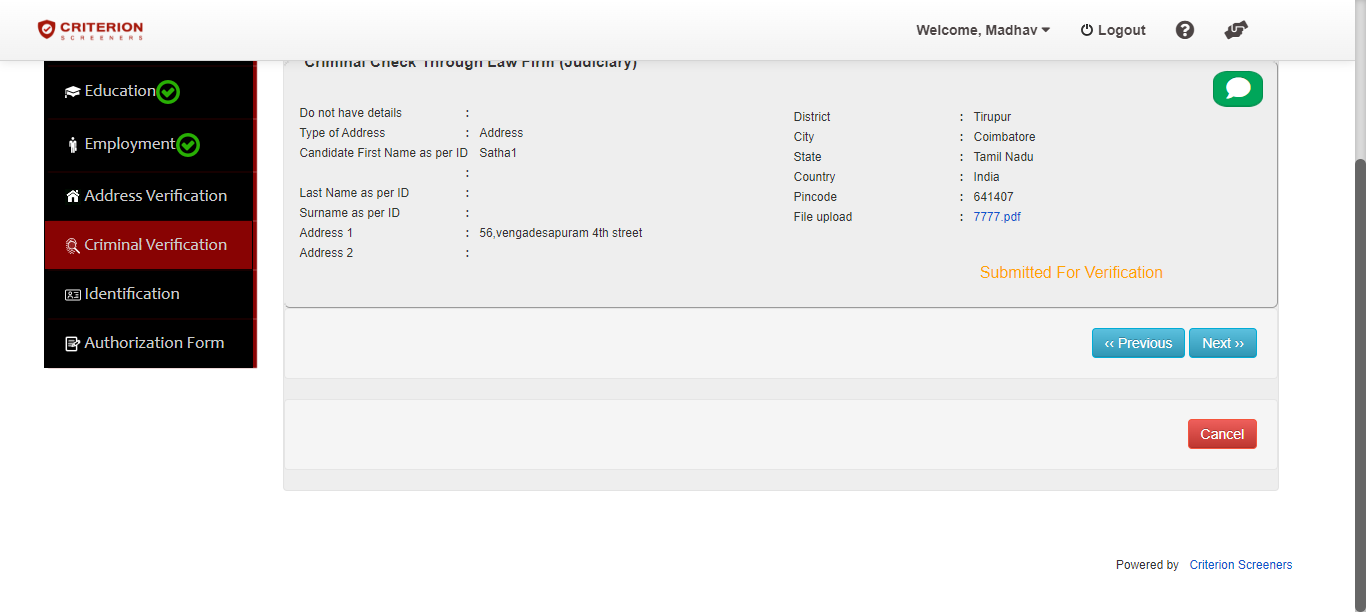 CRITERION
SCREENERS
Welcome, Madhav
Logout
Education
Employment
Address Verification
Criminal Verification
Identification
Authorization Form
Criminal Check Through Law Firm (Judiciary)
Do not have details :
Type of Address : Address
Candidate First Name as per ID Satha1
:
Last Name as per ID :
Surname as per ID :
Address 1 : 56,vengadesapuram 4th street
Address 2 :
District : Tirupur
City : Coimbatore
State : Tamil Nadu
Country : India
Pincode : 641407
File upload : 7777.pdf
Submitted For Verification
‹‹ Previous
Next ››
Cancel
Powered by Criterion Screeners